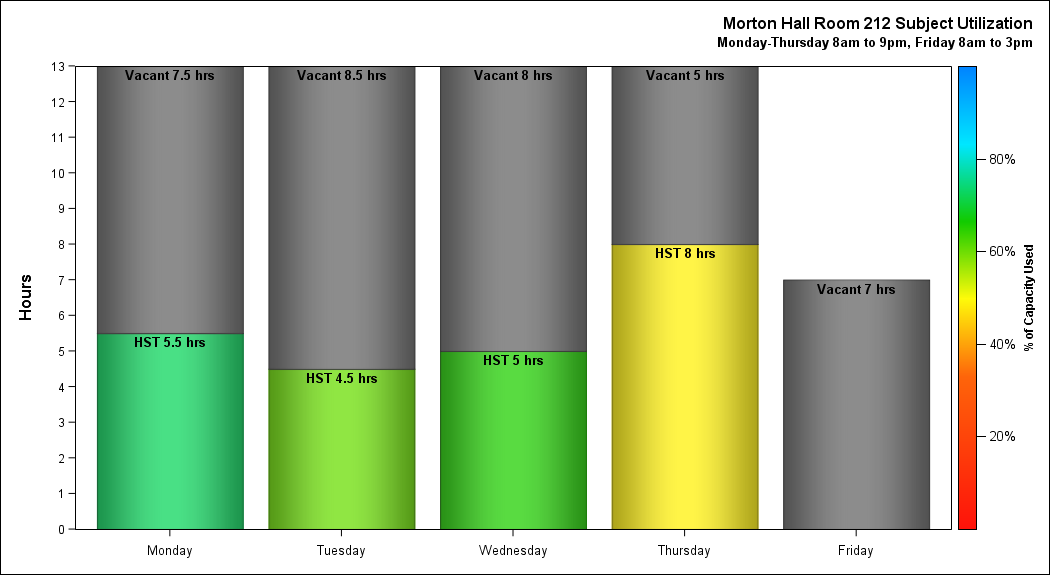 Morton Hall Room 212 Subject Utilization
Monday-Thursday 8am to 9pm, Friday 8am to 3pm
Hours
13
12
11
10
9
8
7
6
5
4
3
2
1
0
Vacant 7.5 hrs
HST 5.5 hrs
Vacant 8.5 hrs
HST 4.5 hrs
Vacant 8 hrs
HST 5 hrs
Vacant 5 hrs
HST 8 hrs
Vacant 7 hrs
Monday
Tuesday
Wednesday
Thursday
Friday
80%
60%
40%
20%
% of Capacity Used